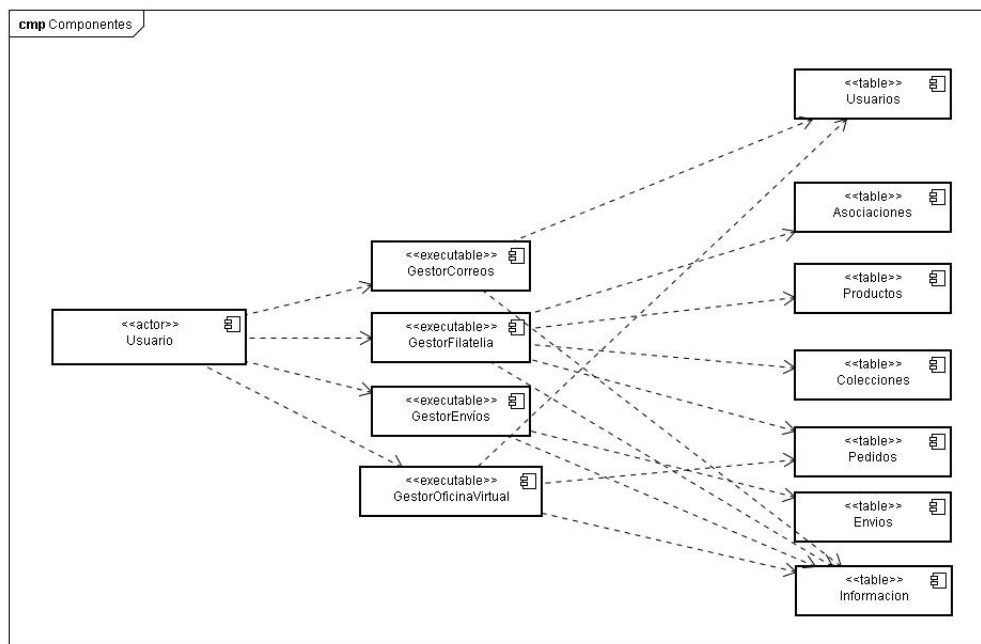 cmp Componentes
<<table>>
Usuarios
<<table>>
Asociaciones
<<executable>>
GestorCorreos
<<table>>
Productos
<<actor>>
Usuario
<<executable>>
GestorFilatelia
<<table>>
Colecciones
<<executable>>
GestorEnvíos
<<table>>
Pedidos
<<executable>>
GestorOficinaVirtual
<<table>>
Envios
<<table>>
Informacion